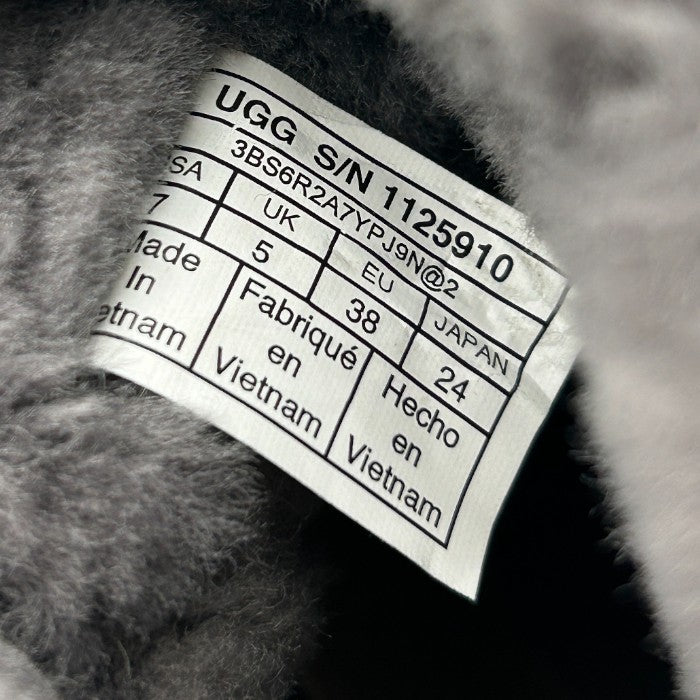 UGG S/N 1125910
3BS6R2A7YPJ9N@2
SA UK EU JAPAN
7 5 38 24
Made
In
etnam
Fabriqué
en
Vietnam
Hecho
en
Vietnam